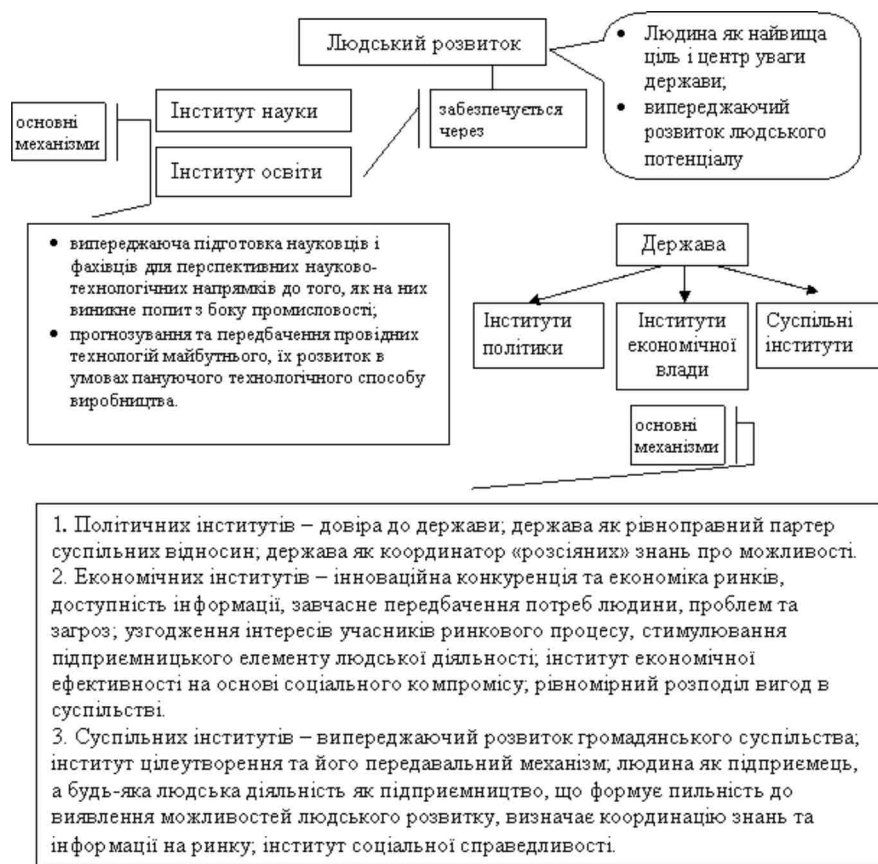 Людський розвиток
Людина як найвища
ціль і центр уваги
держави;
випереджаючий
розвиток людського
потенціалу
основні
механізми
Інститут науки
Інститут освіти
забезпечується
через
випереджаюча підготовка науковців і
фахівців для перспективних науково-
технологічних напрямків до того, як на них
виникне попит з боку промисловості;
прогнозування та передбачення провідних
технологій майбутнього, їх розвиток в
умовах пануючого технологічного способу
виробництва.
Держава
Інститути
політики
Інститути
економічної
влади
Суспільні
інститути
основні
механізми
1. Політичних інститутів – довіра до держави; держава як рівноправний партер
суспільних відносин; держава як координатор «розсіяних» знань про можливості.
2. Економічних інститутів – інноваційна конкуренція та економіка ринків,
доступність інформації, завчасне передбачення потреб людини, проблем та
загроз; узгодження інтересів учасників ринкового процесу, стимулювання
підприємницького елементу людської діяльності; інститут економічної
ефективності на основі соціального компромісу; рівномірний розподіл вигод в
суспільстві.
3. Суспільних інститутів – випереджаючий розвиток громадянського суспільства;
інститут цілеутворення та його передавальний механізм; людина як підприємець,
а будь-яка людська діяльність як підприємництво, що формує пильність до
виявлення можливостей людського розвитку, визначає координацію знань та
інформації на ринку; інститут соціальної справедливості.